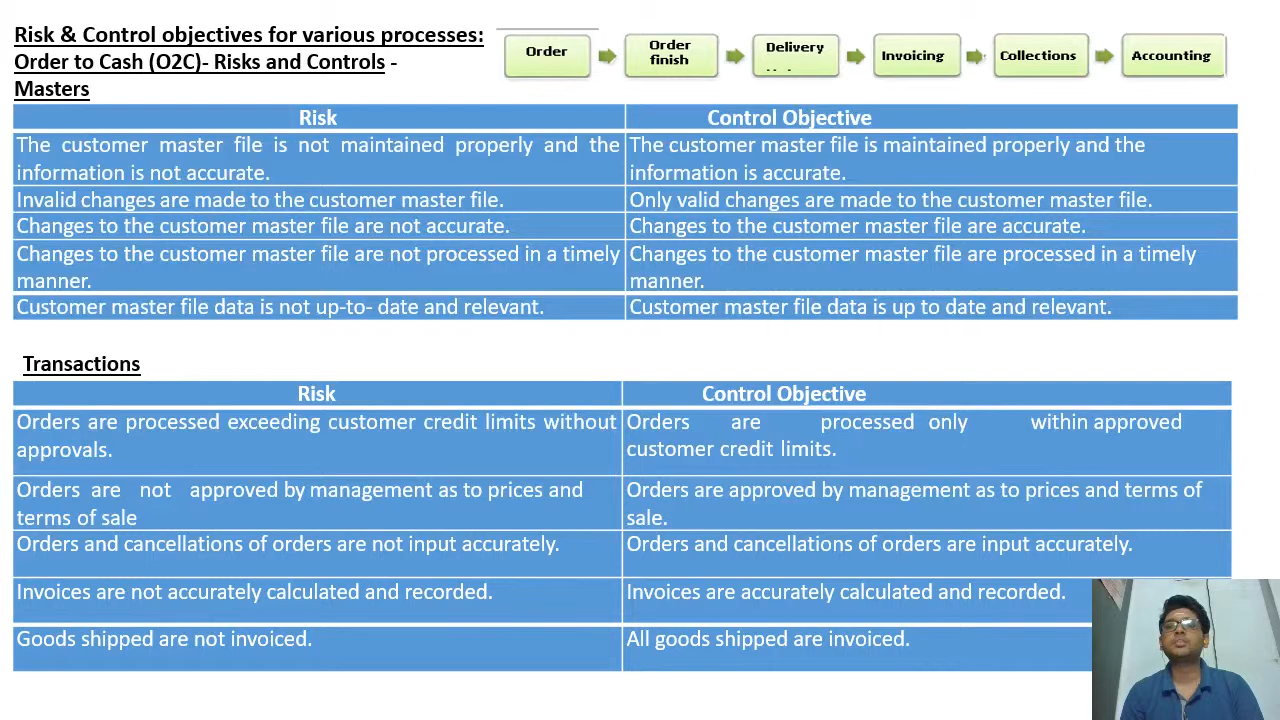 Risk & Control objectives for various processes:
Order to Cash (O2C)- Risks and Controls -
Masters
Order
Order
finish
Delivery
Invoicing
Collections
Accounting
Risk
Control Objective
The customer master file is not maintained properly and the
information is not accurate.
The customer master file is maintained properly and the
information is accurate.
Invalid changes are made to the customer master file.
Only valid changes are made to the customer master file.
Changes to the customer master file are not accurate.
Changes to the customer master file are accurate.
Changes to the customer master file are not processed in a timely
manner.
Changes to the customer master file are processed in a timely
manner.
Customer master file data is not up-to- date and relevant.
Customer master file data is up to date and relevant.
Transactions
Risk
Control Objective
Orders are processed exceeding customer credit limits without
approvals.
Orders are processed only within approved
customer credit limits.
Orders are not approved by management as to prices and
terms of sale
Orders are approved by management as to prices and terms of
sale.
Orders and cancellations of orders are not input accurately.
Orders and cancellations of orders are input accurately.
Invoices are not accurately calculated and recorded.
Invoices are accurately calculated and recorded.
Goods shipped are not invoiced.
All goods shipped are invoiced.